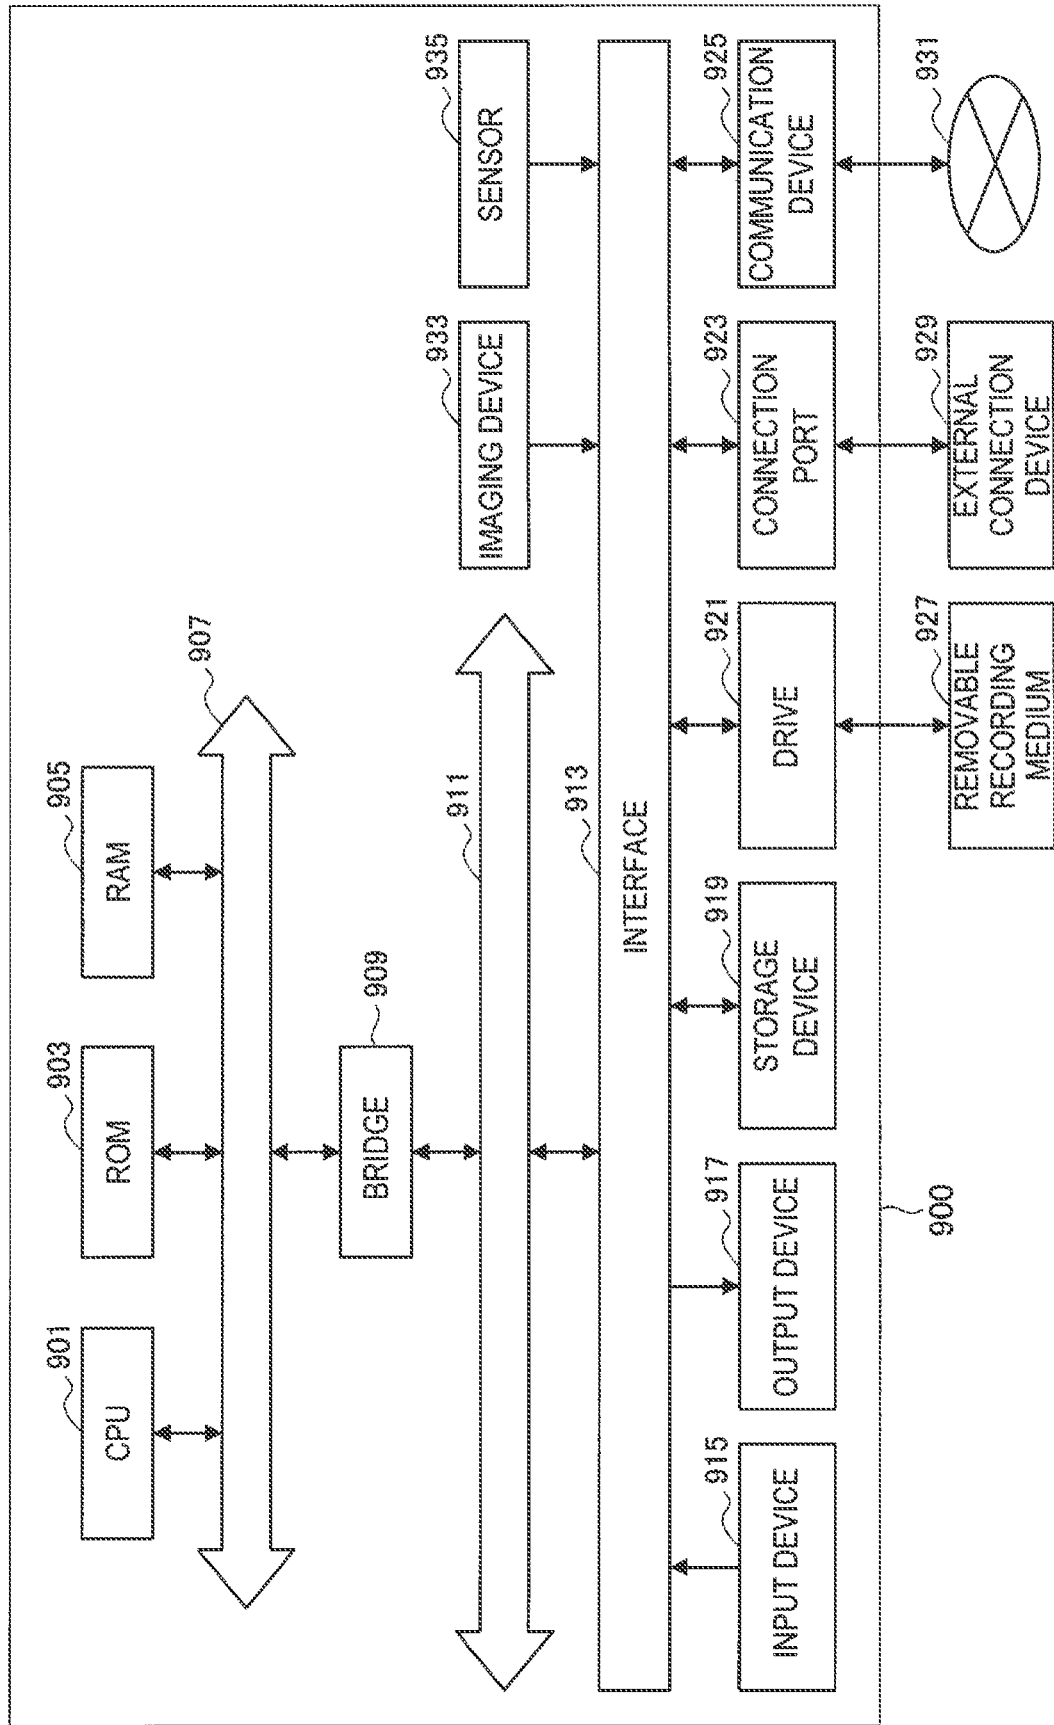 901
CPU
903
ROM
905
RAM
907
909
BRIDGE
911
933
IMAGING DEVICE
935
SENSOR
913
INTERFACE
915
INPUT DEVICE
917
OUTPUT DEVICE
919
STORAGE
DEVICE
921
DRIVE
923
CONNECTION
PORT
925
COMMUNICATION
DEVICE
900
927
REMOVABLE
RECORDING
MEDIUM
929
EXTERNAL
CONNECTION
DEVICE
931